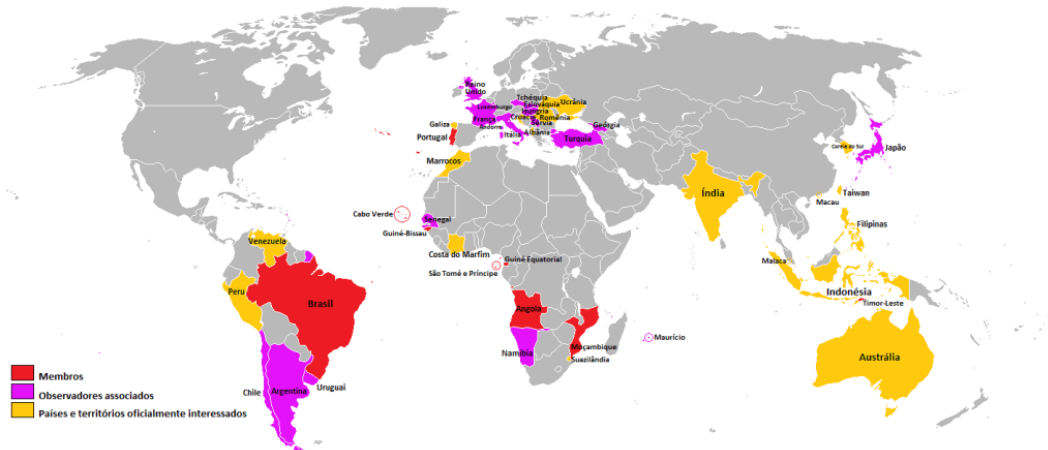 Reino
Unido
Tchéquia
Luxemburgo
Eslováquia
Ucrânia
Hungria
França
Croácia
Romênia
Sérvia
Andorra
Galiza
Portugal
Itália
Albânia
Turquia
Geórgia
Coréia do Sul
Japão
Marrocos
Índia
Taiwan
Macau
Cabo Verde
Senegal
Filipinas
Guiné-Bissau
Venezuela
Costa do Marfim
Guiné Equatorial
Malaca
São Tomé e Príncipe
Peru
Indonésia
Brasil
Angola
Timor-Leste
Maurício
Moçambique
Namíbia
Suazilândia
Austrália
Membros
Uruguai
Chile
Argentina
Observadores associados
Países e territórios oficialmente interessados